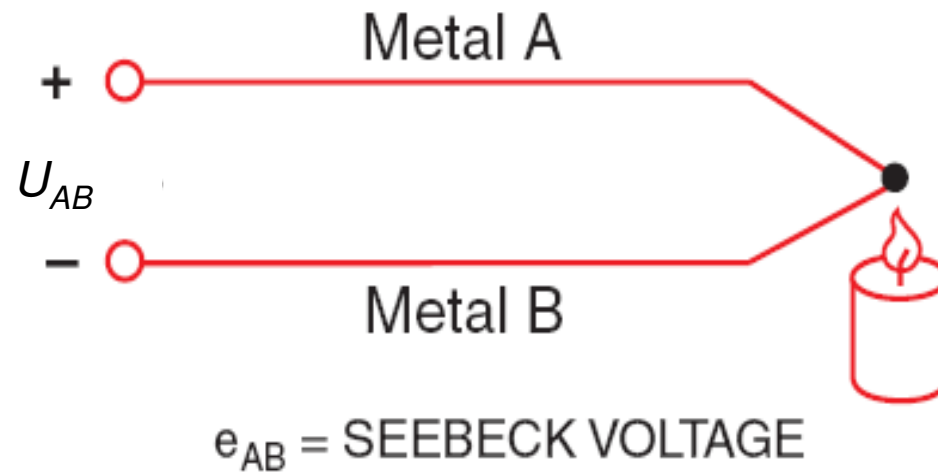 Metal A
+
U_AB
–
Metal B
e_AB = SEEBECK VOLTAGE